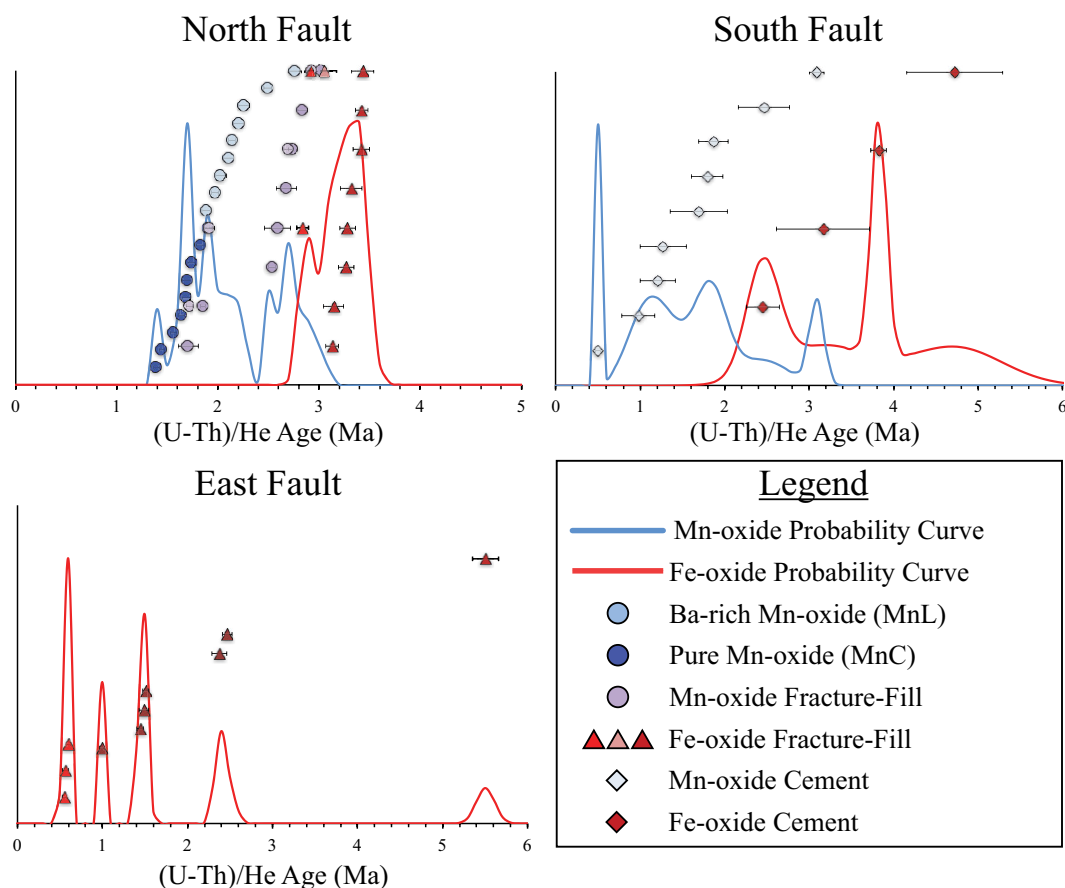 North Fault
South Fault
0 1 2 3 4 5
(U-Th)/He Age (Ma)
0 1 2 3 4 5 6
(U-Th)/He Age (Ma)
East Fault
0 1 2 3 4 5 6
(U-Th)/He Age (Ma)
Legend
Mn-oxide Probability Curve
Fe-oxide Probability Curve
Ba-rich Mn-oxide (MnL)
Pure Mn-oxide (MnC)
Mn-oxide Fracture-Fill
Fe-oxide Fracture-Fill
Mn-oxide Cement
Fe-oxide Cement